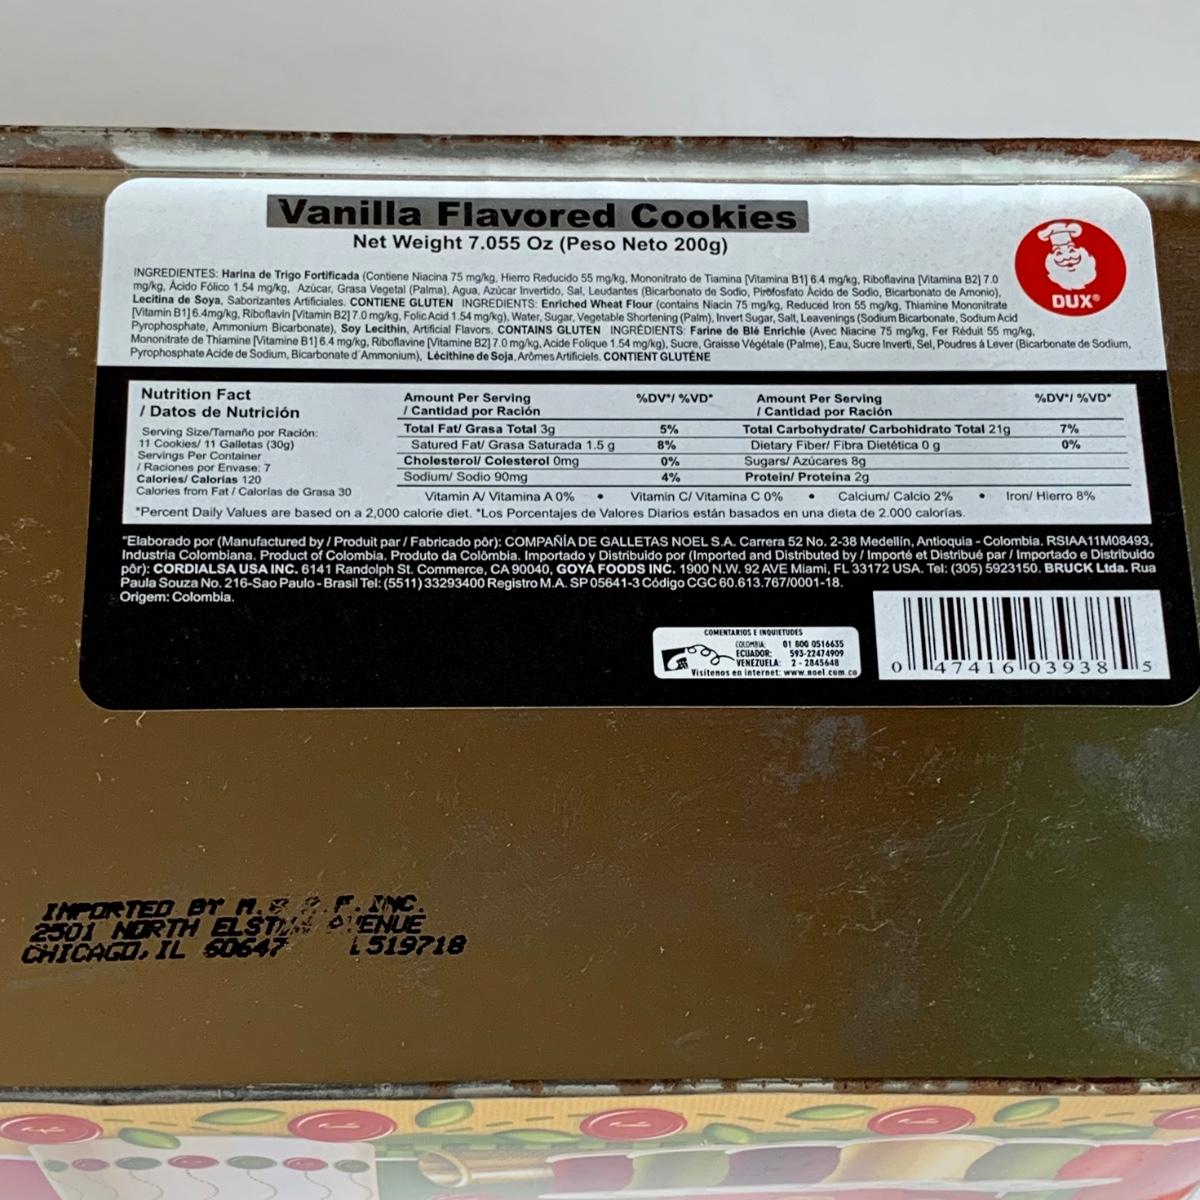 Vanilla Flavored Cookies
Net Weight 7.055 Oz (Peso Neto 200g)
DUX®
INGREDIENTES: Harina de Trigo Fortificada (Contiene Niacina 75 mg/kg, Hierro Reducido 55 mg/kg, Mononitrato de Tiamina [Vitamina B1] 6.4 mg/kg, Riboflavina [Vitamina B2] 7.0
mg/kg, Ácido Fólico 1.54 mg/kg, Azúcar, Grasa Vegetal (Palma), Agua, Azúcar Invertido, Sal, Leudantes (Bicarbonato de Sodio, Pirofosfato Ácido de Sodio, Bicarbonato de Amonio),
Lecitina de Soya, Saborizantes Artificiales. CONTIENE GLUTEN INGREDIENTS: Enriched Wheat Flour (contains Niacin 75 mg/kg, Reduced Iron 55 mg/kg, Thiamine Mononitrate
[Vitamin B1] 6.4mg/kg, Riboflavin [Vitamin B2] 7.0 mg/kg, Folic Acid 1.54 mg/kg), Water, Sugar, Vegetable Shortening (Palm), Invert Sugar, Salt, Leavenings (Sodium Bicarbonate, Sodium Acid
Pyrophosphate, Ammonium Bicarbonate), Soy Lecithin, Artificial Flavors. CONTAINS GLUTEN INGRÉDIENTS: Farine de Blé Enrichie (Avec Niacine 75 mg/kg, Fer Réduit 55 mg/kg,
Mononitrate de Thiamine [Vitamine B1] 6.4 mg/kg, Riboflavine [Vitamine B2] 7.0 mg/kg, Acide Folique 1.54 mg/kg), Sucre, Graisse Végétale (Palme), Eau, Sucre Inverti, Sel, Poudres à Lever (Bicarbonate de Sodium,
Pyrophosphate Acide de Sodium, Bicarbonate d'Ammonium), Lécithine de Soja, Arômes Artificiels. CONTIENT GLUTÉNE
Nutrition Fact
/ Datos de Nutrición
Serving Size/Tamaño por Ración:
11 Cookies/ 11 Galletas (30g)
Servings Per Container
/ Raciones por Envase: 7
Calories/ Calorías 120
Calories from Fat / Calorías de Grasa 30
Amount Per Serving %DV*/ %VD*
/ Cantidad por Ración
Total Fat/ Grasa Total 3g 5%
Satured Fat/ Grasa Saturada 1.5 g 8%
Cholesterol/ Colesterol 0mg 0%
Sodium/ Sodio 90mg 4%
Amount Per Serving %DV*/ %VD*
/ Cantidad por Ración
Total Carbohydrate/ Carbohidrato Total 21g 7%
Dietary Fiber/ Fibra Dietética 0 g 0%
Sugars/ Azúcares 8g
Protein/ Proteína 2g
Vitamin A/ Vitamina A 0% • Vitamin C/ Vitamina C 0% • Calcium/ Calcio 2% • Iron/ Hierro 8%
*Percent Daily Values are based on a 2,000 calorie diet. *Los Porcentajes de Valores Diarios están basados en una dieta de 2.000 calorías.
"Elaborado por (Manufactured by / Produit par / Fabricado pôr): COMPAÑÍA DE GALLETAS NOEL S.A. Carrera 52 No. 2-38 Medellín, Antioquia - Colombia. RSIAA11M08493,
Industria Colombiana. Product of Colombia. Produto da Colômbia. Importado y Distribuido por (Imported and Distributed by / Importé et Distribué par / Importado e Distribuido
pôr): CORDIALSA USA INC. 6141 Randolph St. Commerce, CA 90040, GOYA FOODS INC. 1900 N.W. 92 AVE Miami, FL 33172 USA. Tel: (305) 5923150. BRUCK Ltda. Rua
Paula Souza No. 216-Sao Paulo - Brasil Tel: (5511) 33293400 Registro M.A. SP 05641-3 Código CGC 60.613.767/0001-18.
Origem: Colombia.
COMENTARIOS E INQUIETUDES
COLOMBIA: 01 800 0516635
ECUADOR: 593-22474909
VENEZUELA: 2 - 2845648
Visítenos en internet: www.noel.com.co
0 47416 03938 5
IMPORTED BY M. F. INC.
2501 NORTH AVENUE
CHICAGO, IL 60647 L519718